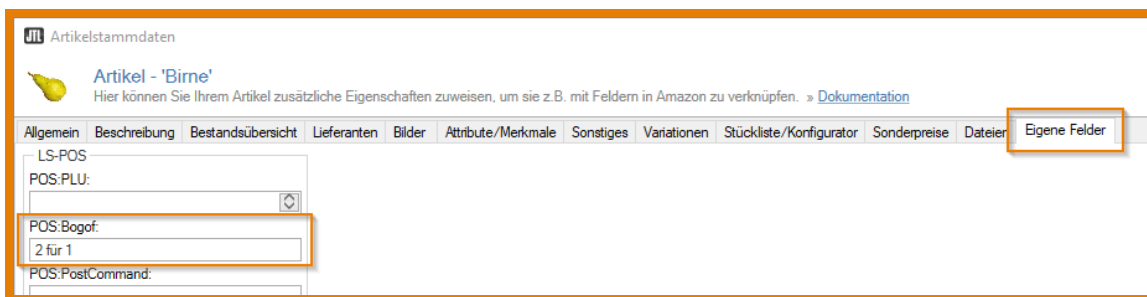 JTL Artikelstammdaten
Artikel - 'Birne'
Hier können Sie Ihrem Artikel zusätzliche Eigenschaften zuweisen, um sie z.B. mit Feldern in Amazon zu verknüpfen. » Dokumentation
Allgemein Beschreibung Bestandsübersicht Lieferanten Bilder Attribute/Merkmale Sonstiges Variationen Stückliste/Konfigurator Sonderpreise Dateien Eigene Felder
LS-POS
POS:PLU:
POS:Bogof:
2 für 1
POS:PostCommand: